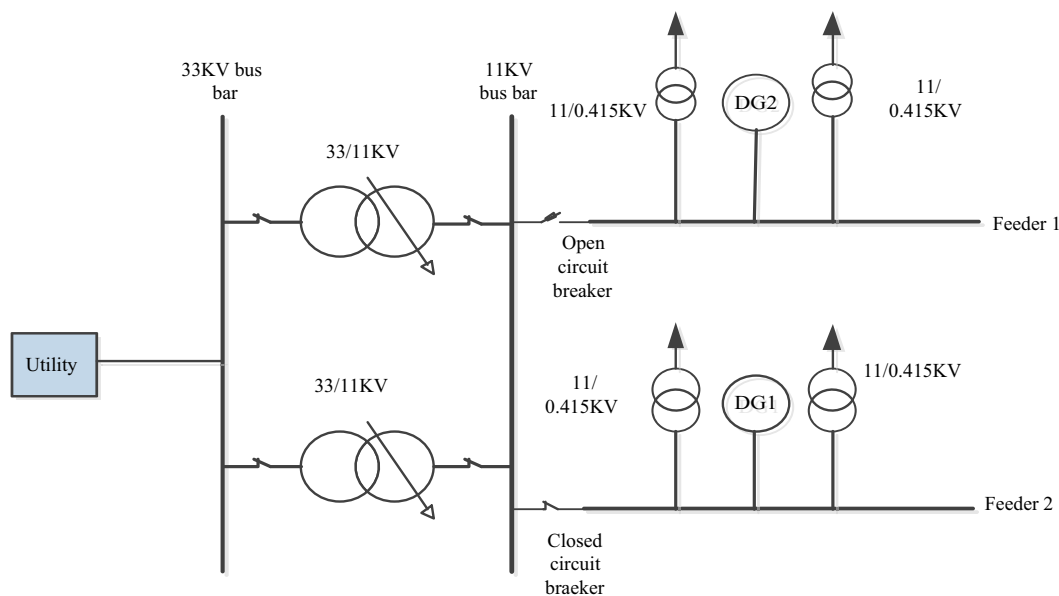 33KV bus
bar
11KV
bus bar
33/11KV
11/0.415KV
DG2
11/
0.415KV
Feeder 1
Open
circuit
breaker
Utility
33/11KV
11/
0.415KV
DG1
11/0.415KV
Feeder 2
Closed
circuit
braeker